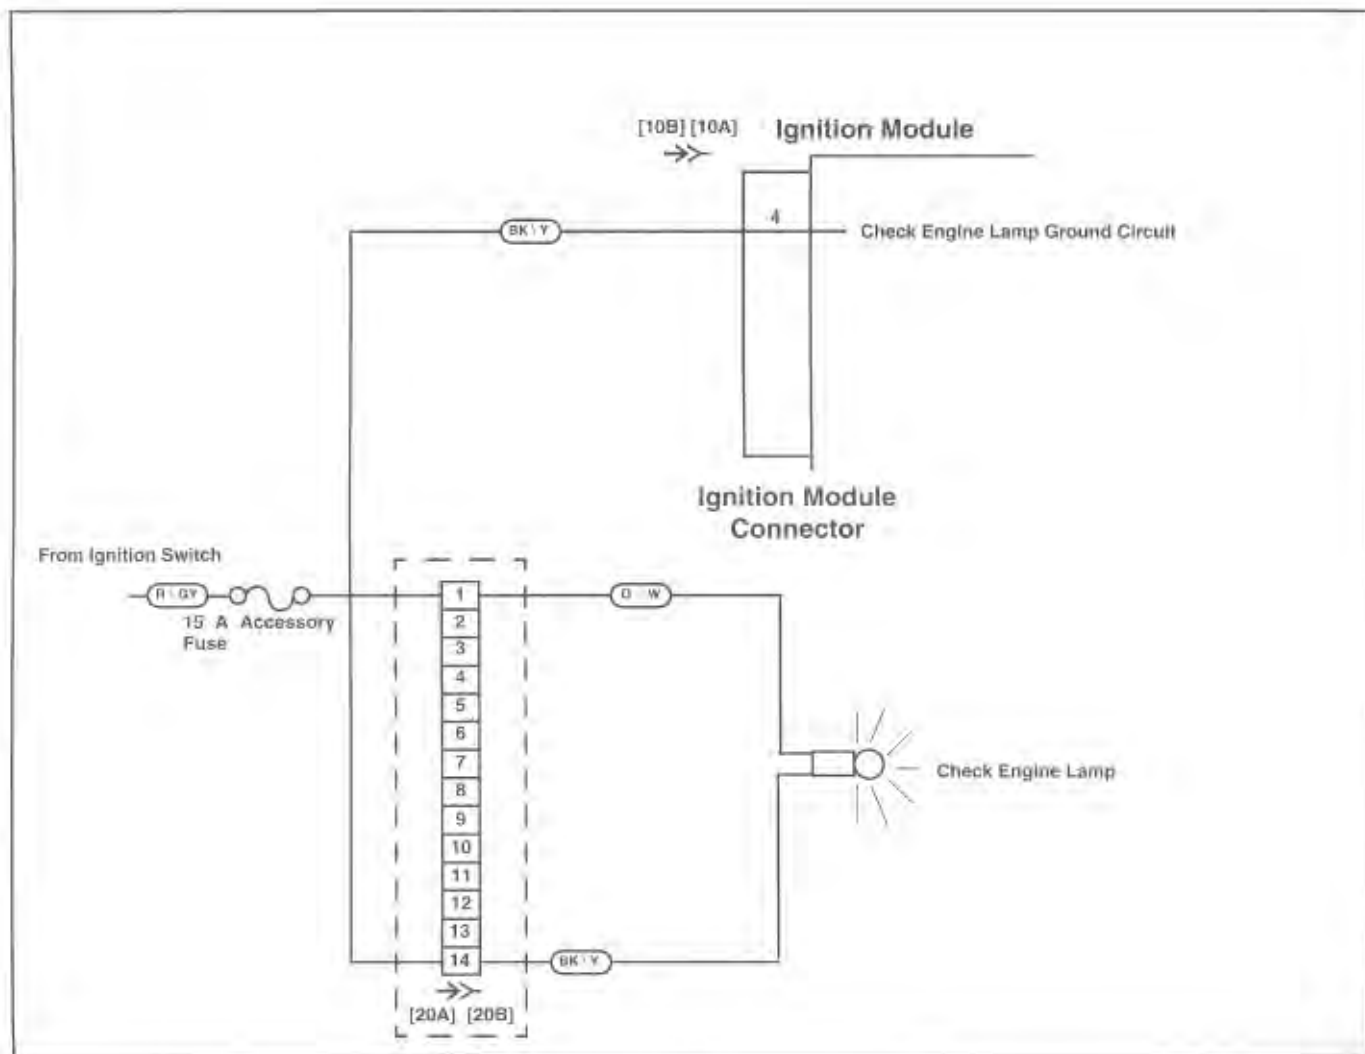 [10B] [10A] Ignition Module
BK \ Y
4
Check Engine Lamp Ground Circuit
Ignition Module
Connector
From Ignition Switch
R \ GY
15 A Accessory
Fuse
1
O W
2
3
4
5
6
7
8
9
10
11
12
13
14
Check Engine Lamp
BK \ Y
[20A] [20B]